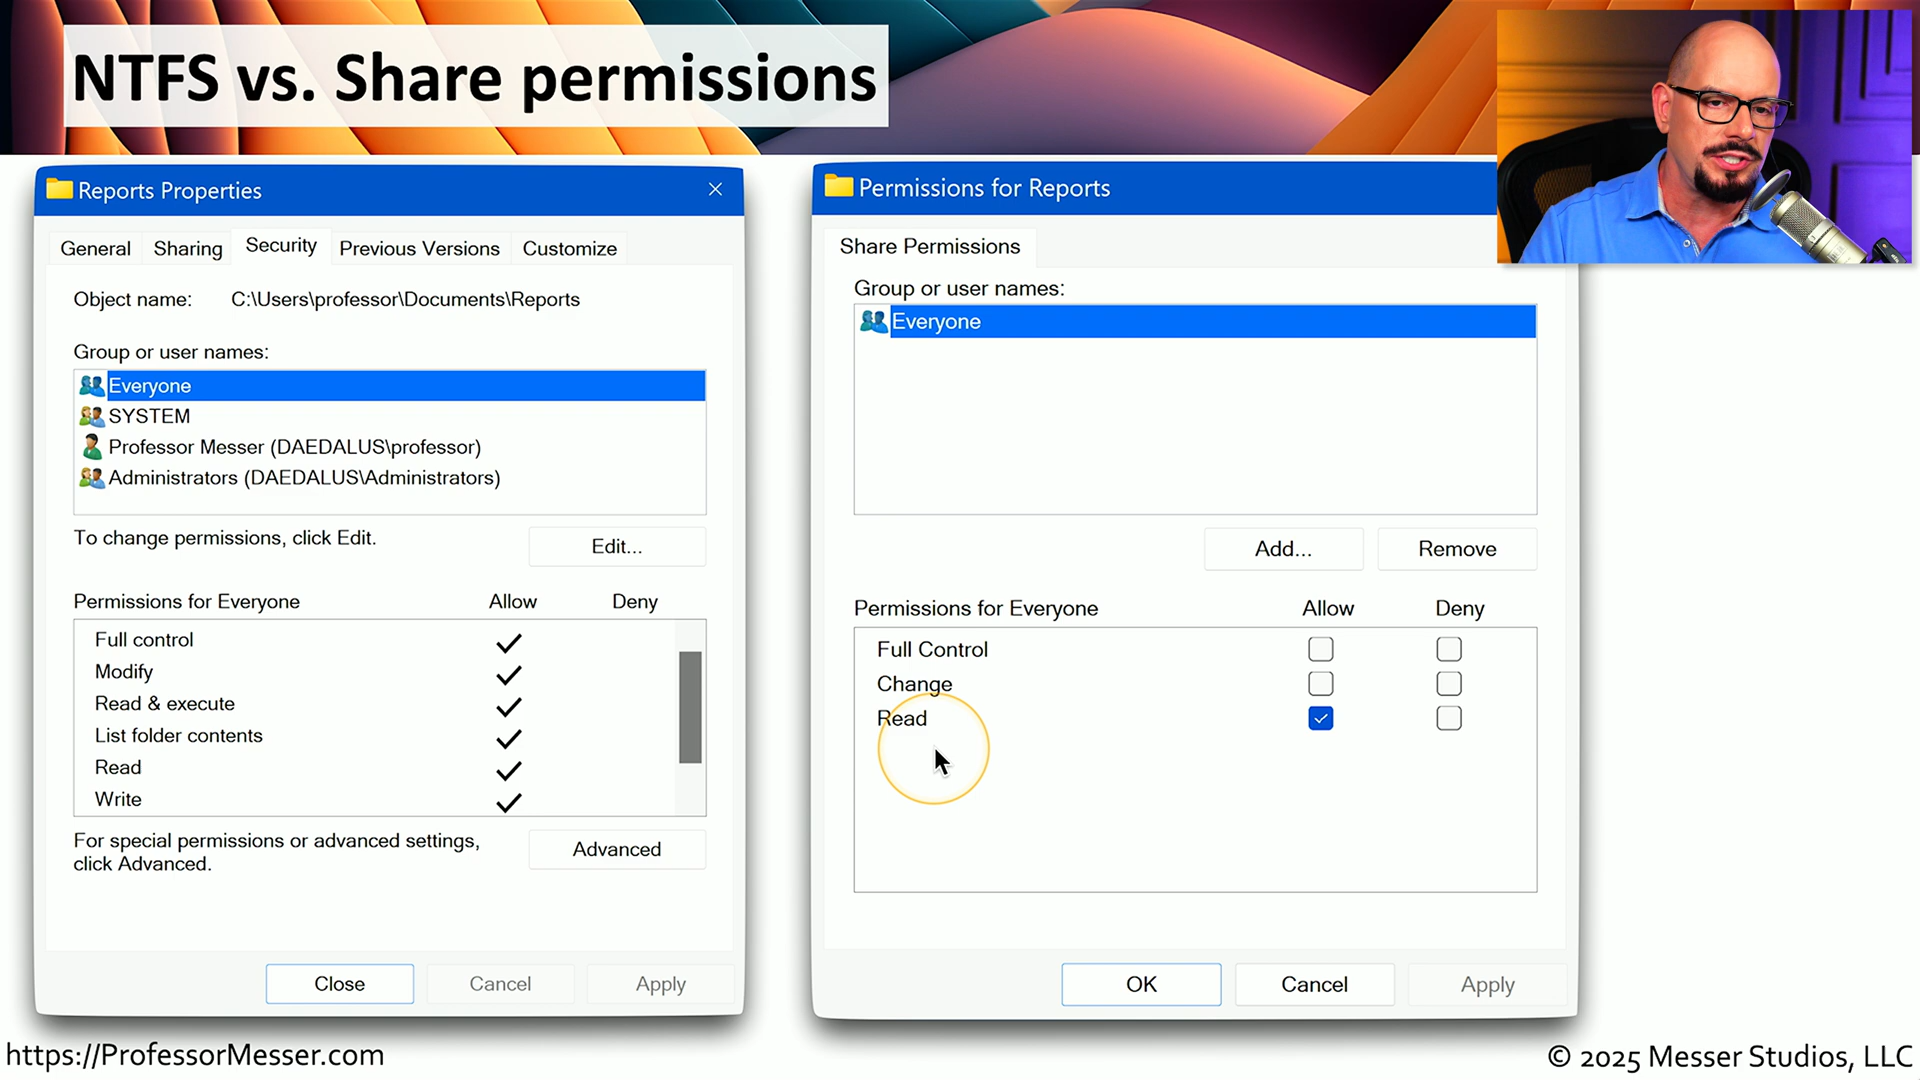 NTFS vs. Share permissions
Reports Properties
General Sharing Security Previous Versions Customize
Object name: C:\Users\professor\Documents\Reports
Group or user names:
Everyone
SYSTEM
Professor Messer (DAEDALUS\professor)
Administrators (DAEDALUS\Administrators)
To change permissions, click Edit.
Edit...
Permissions for Everyone Allow Deny
Full control
Modify
Read & execute
List folder contents
Read
Write
For special permissions or advanced settings,
click Advanced.
Advanced
Close Cancel Apply
Permissions for Reports
Share Permissions
Group or user names:
Everyone
Add... Remove
Permissions for Everyone Allow Deny
Full Control
Change
Read
OK Cancel Apply
https://ProfessorMesser.com
© 2025 Messer Studios, LLC